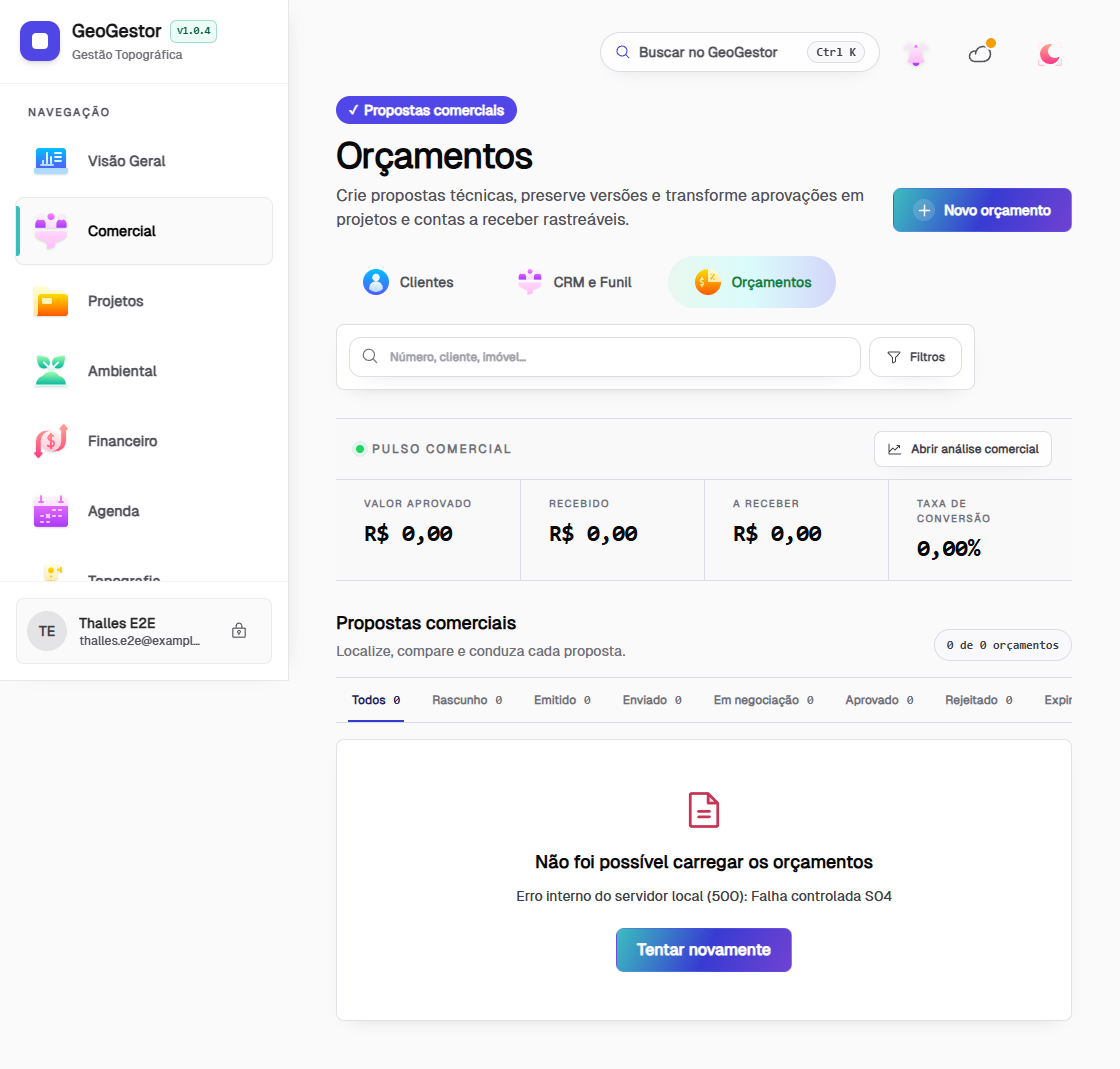 GeoGestor v1.0.4
Gestão Topográfica
Buscar no GeoGestor Ctrl K
NAVEGAÇÃO
Visão Geral
Comercial
Projetos
Ambiental
Financeiro
Agenda
Topografia
TE
Thalles E2E
thalles.e2e@exampl...
✓ Propostas comerciais
Orçamentos
Crie propostas técnicas, preserve versões e transforme aprovações em
projetos e contas a receber rastreáveis.
Novo orçamento
Clientes
CRM e Funil
Orçamentos
Número, cliente, imóvel...
Filtros
PULSO COMERCIAL
Abrir análise comercial
VALOR APROVADO
R$ 0,00
RECEBIDO
R$ 0,00
A RECEBER
R$ 0,00
TAXA DE
CONVERSÃO
0,00%
Propostas comerciais
Localize, compare e conduza cada proposta.
0 de 0 orçamentos
Todos 0
Rascunho 0
Emitido 0
Enviado 0
Em negociação 0
Aprovado 0
Rejeitado 0
Expir
Não foi possível carregar os orçamentos
Erro interno do servidor local (500): Falha controlada S04
Tentar novamente